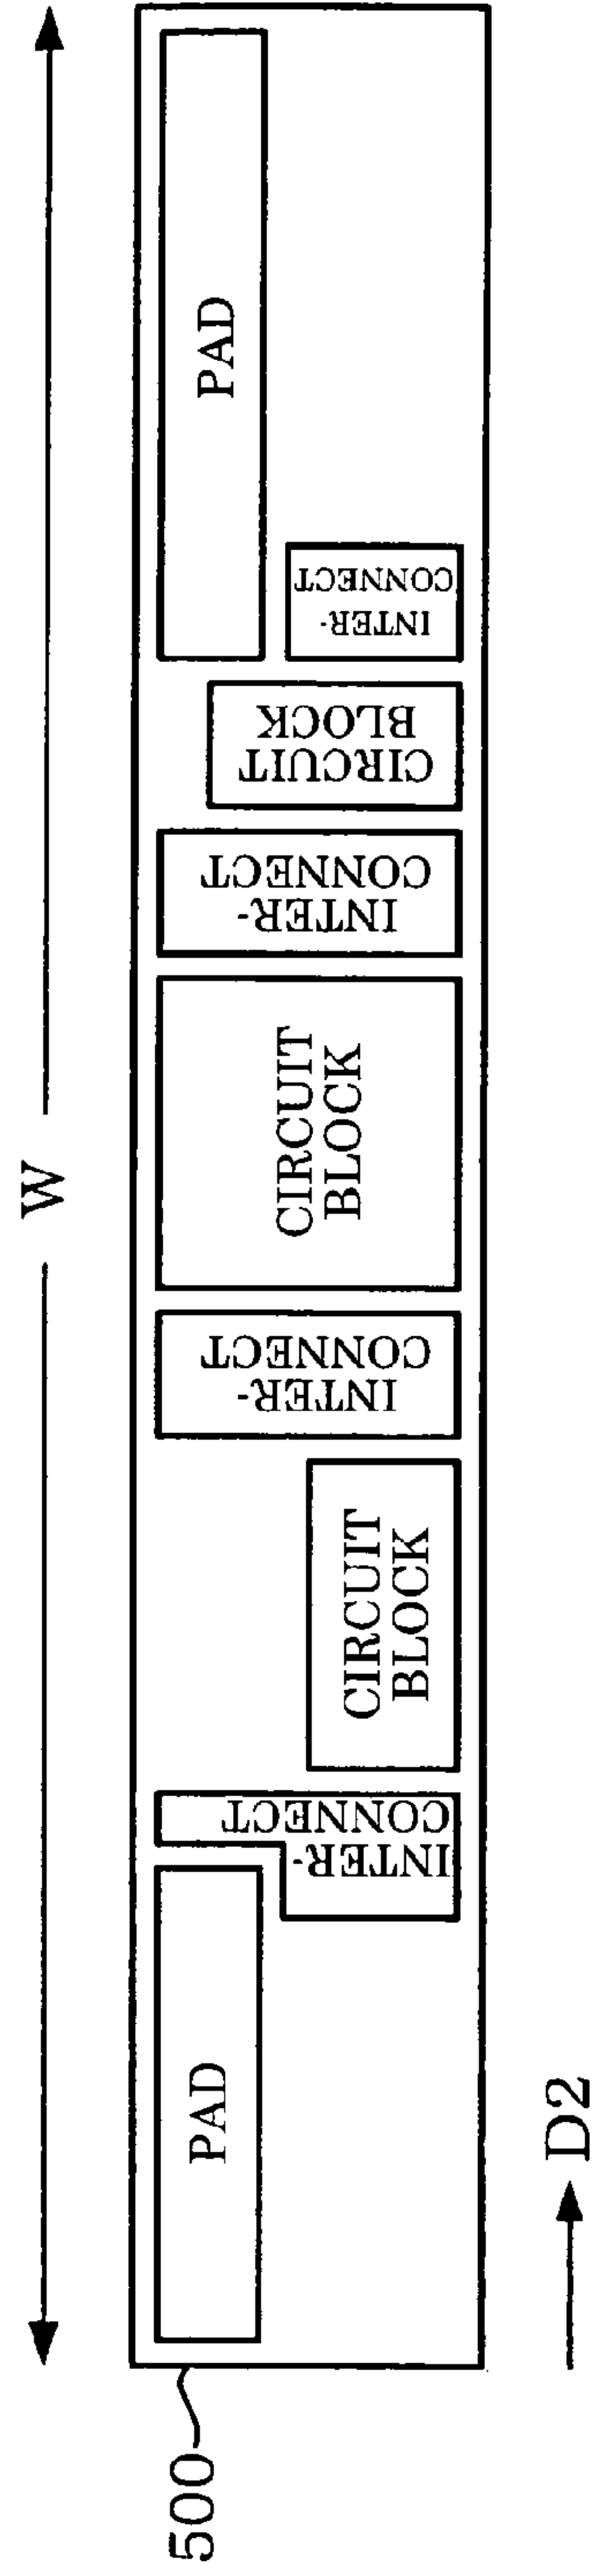 W
PAD
INTER-
CONNECT
CIRCUIT
BLOCK
INTER-
CONNECT
CIRCUIT
BLOCK
INTER-
CONNECT
CIRCUIT
BLOCK
INTER-
CONNECT
PAD
500
D2